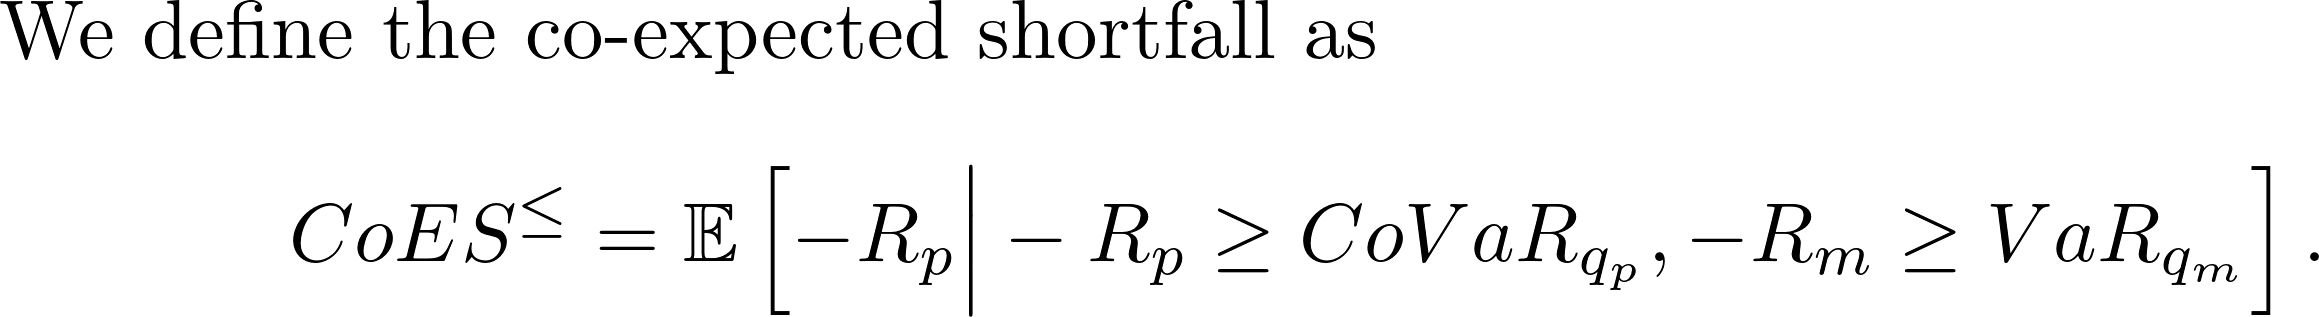 We define the co-expected shortfall as
$CoES^{\leq} = \mathbb{E}\left[-R_p \middle| -R_p \geq CoVaR_{q_p}, -R_m \geq VaR_{q_m}\right].$